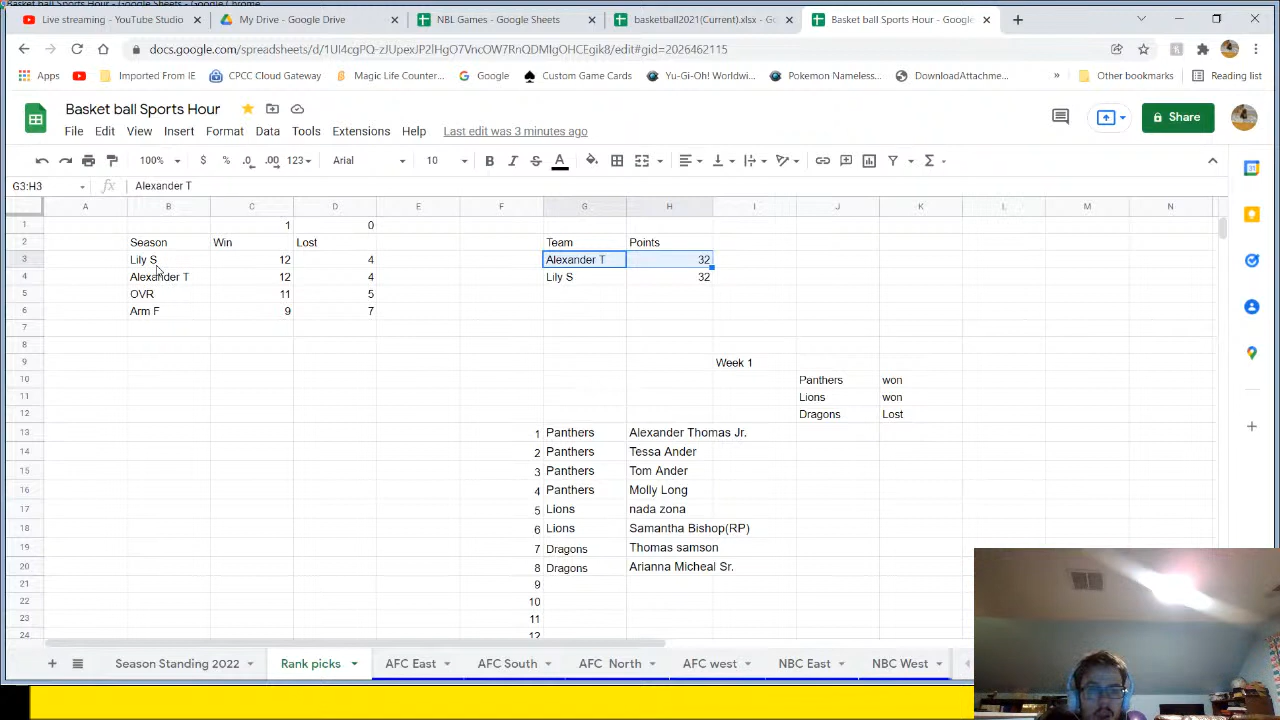 Live streaming - YouTube Studio
My Drive - Google Drive
NBL Games - Google Sheets
basketball2021(Current).xlsx - Go
Basket ball Sports Hour - Google
docs.google.com/spreadsheets/d/1UI4cgPQ-zJUpexJP2lHgO7VncOW7RnQDMIgOHCEgik8/edit#gid=2026462115
Apps
Imported From IE
CPCC Cloud Gateway
Magic Life Counter...
Google
Custom Game Cards
Yu-Gi-Oh! Worldwi...
Pokemon Nameless...
DownloadAttachme...
»
Other bookmarks
Reading list
Basket ball Sports Hour
File Edit View Insert Format Data Tools Extensions Help Last edit was 3 minutes ago
Share
100% $ % .0 .00 123 Arial 10 B I S A Σ
G3:H3 fx Alexander T
A B C D E F G H I J K L M N
1 1 0
2 Season Win Lost Team Points
3 Lily S 12 4 Alexander T 32
4 Alexander T 12 4 Lily S 32
5 OVR 11 5
6 Arm F 9 7
7
8
9 Week 1
10 Panthers won
11 Lions won
12 Dragons Lost
13 1 Panthers Alexander Thomas Jr.
14 2 Panthers Tessa Ander
15 3 Panthers Tom Ander
16 4 Panthers Molly Long
17 5 Lions nada zona
18 6 Lions Samantha Bishop(RP)
19 7 Dragons Thomas samson
20 8 Dragons Arianna Micheal Sr.
21 9
22 10
23 11
24 12
Season Standing 2022 Rank picks AFC East AFC South AFC North AFC west NBC East NBC West